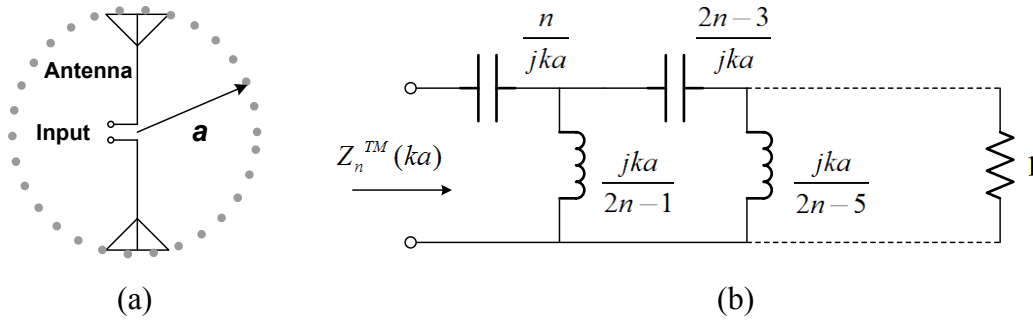 Antenna
Input
a
(a)
n/jka
(2n−3)/jka
Z_n^{TM}(ka)
jka/(2n−1)
jka/(2n−5)
1
(b)